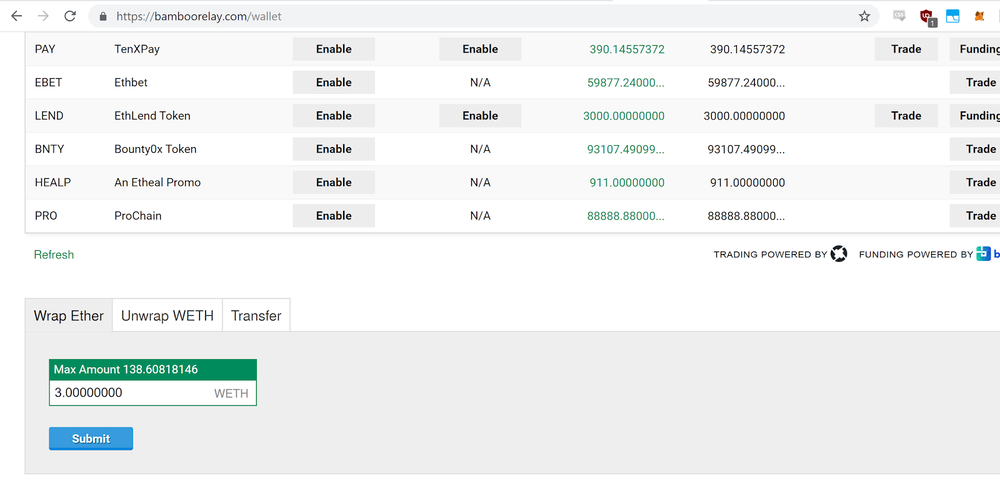 https://bamboorelay.com/wallet
1
PAY TenXPay Enable Enable 390.14557372 390.14557372 Trade Funding
EBET Ethbet Enable N/A 59877.24000... 59877.24000... Trade
LEND EthLend Token Enable Enable 3000.00000000 3000.00000000 Trade Funding
BNTY Bounty0x Token Enable N/A 93107.49099... 93107.49099... Trade
HEALP An Etheal Promo Enable N/A 911.00000000 911.00000000 Trade
PRO ProChain Enable N/A 88888.88000... 88888.88000... Trade
Refresh TRADING POWERED BY FUNDING POWERED BY b
Wrap Ether Unwrap WETH Transfer
Max Amount 138.60818146
3.00000000 WETH
Submit